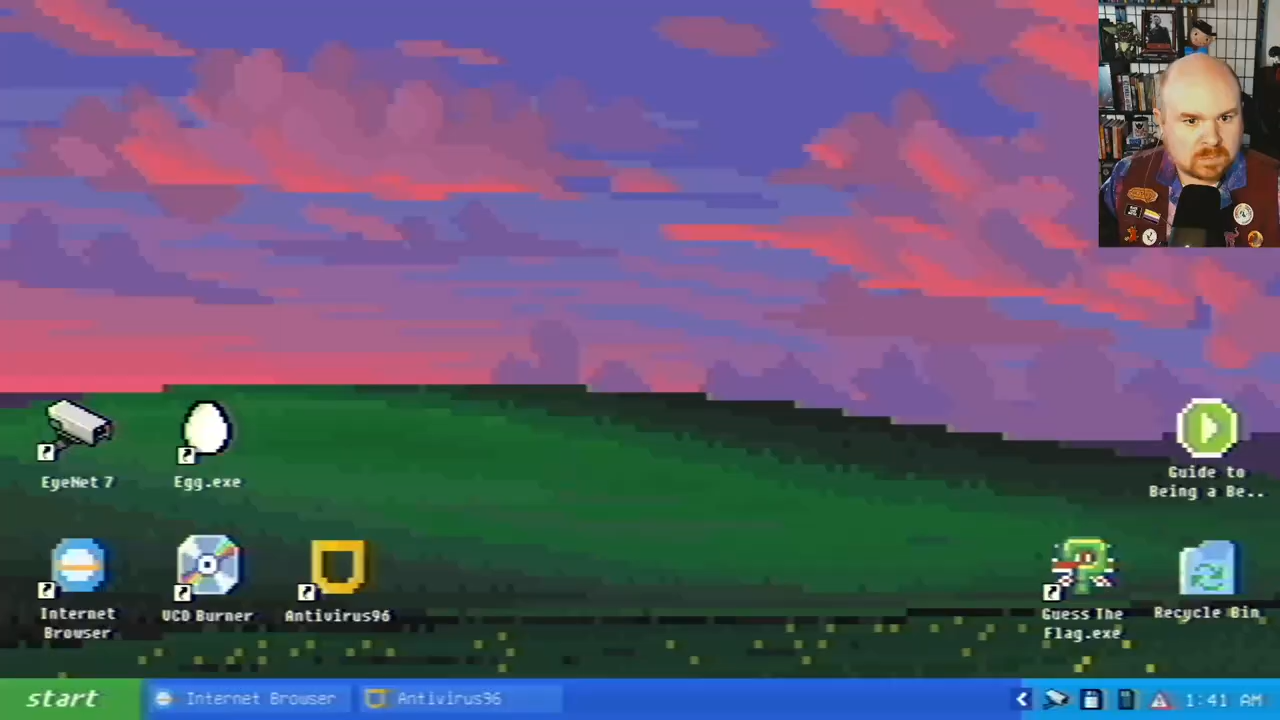 EyeNet 7
Egg.exe
Guide to
Being a Be..
Internet
Browser
UCD Burner
Antivirus96
Guess The
Flag.exe
Recycle Bin
start
Internet Browser
Antivirus96
1:41 AM